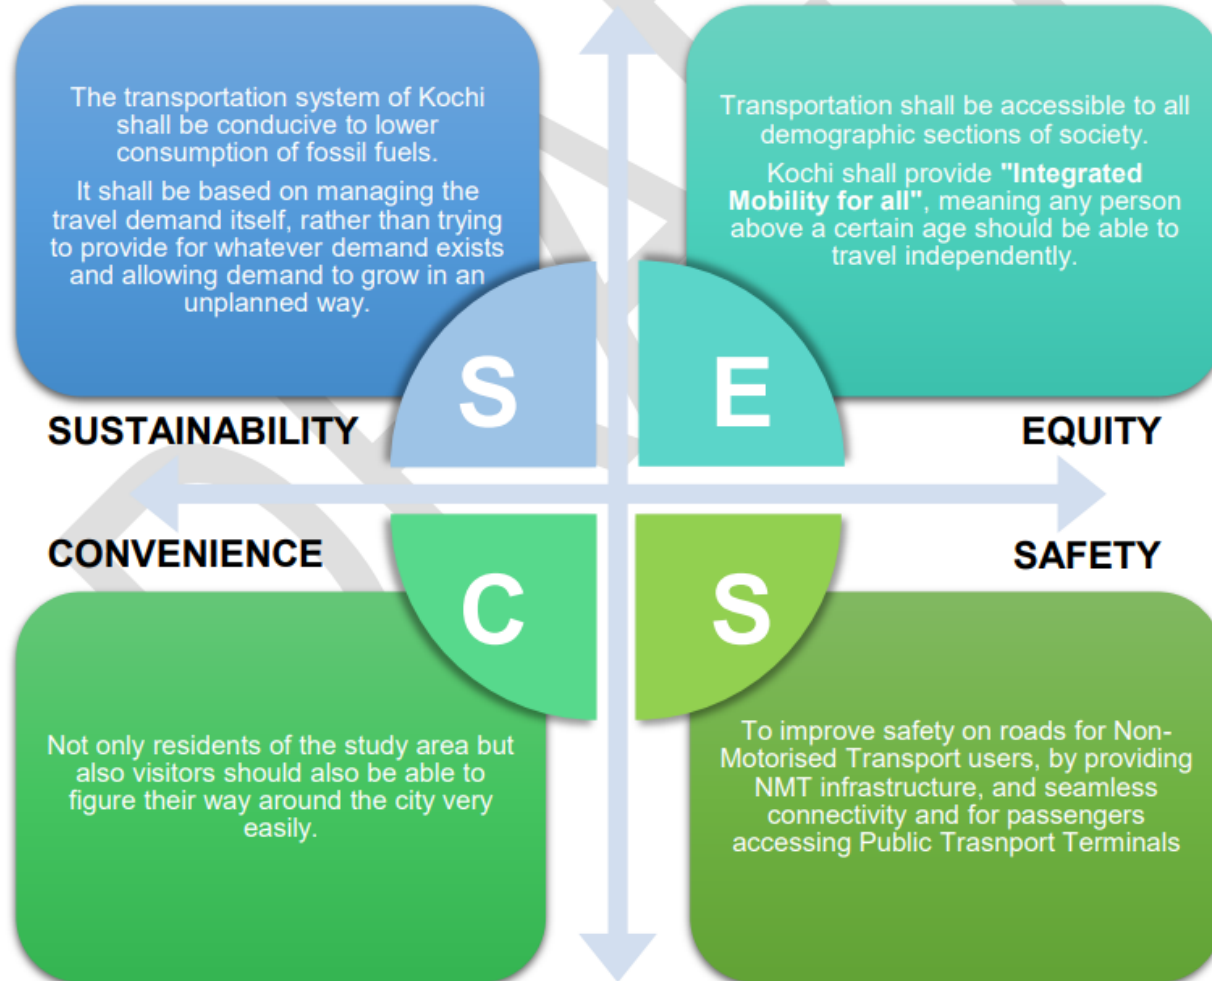 The transportation system of Kochi
shall be conducive to lower
consumption of fossil fuels.
It shall be based on managing the
travel demand itself, rather than trying
to provide for whatever demand exists
and allowing demand to grow in an
unplanned way.
Transportation shall be accessible to all
demographic sections of society.
Kochi shall provide "Integrated
Mobility for all", meaning any person
above a certain age should be able to
travel independently.
S
E
SUSTAINABILITY
EQUITY
CONVENIENCE
SAFETY
C
S
Not only residents of the study area but
also visitors should also be able to
figure their way around the city very
easily.
To improve safety on roads for Non-
Motorised Transport users, by providing
NMT infrastructure, and seamless
connectivity and for passengers
accessing Public Trasnport Terminals